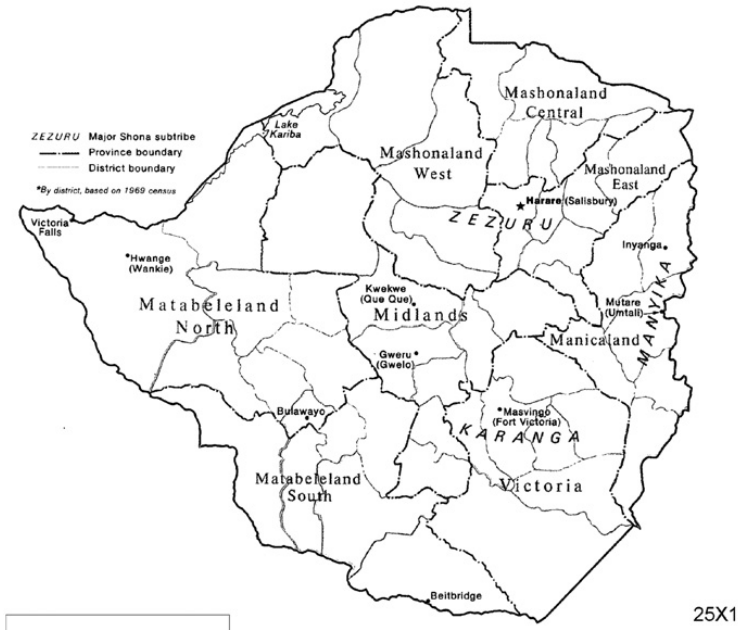 Mashonaland
Central
Lake
Kariba
ZEZURU Major Shona subtribe
Province boundary
District boundary
*By district, based on 1969 census
Mashonaland
West
Mashonaland
East
Harare (Salisbury)
ZEZURU
Victoria
Falls
Hwange
(Wankie)
Inyanga
Kwekwe
(Que Que)
Matabeleland
North
Midlands
Mutare
(Umtali)
MANYIKA
Manicaland
Gweru
(Gwelo)
Bulawayo
Masvingo
(Fort Victoria)
KARANGA
Matabeleland
South
Victoria
Beitbridge
25X1